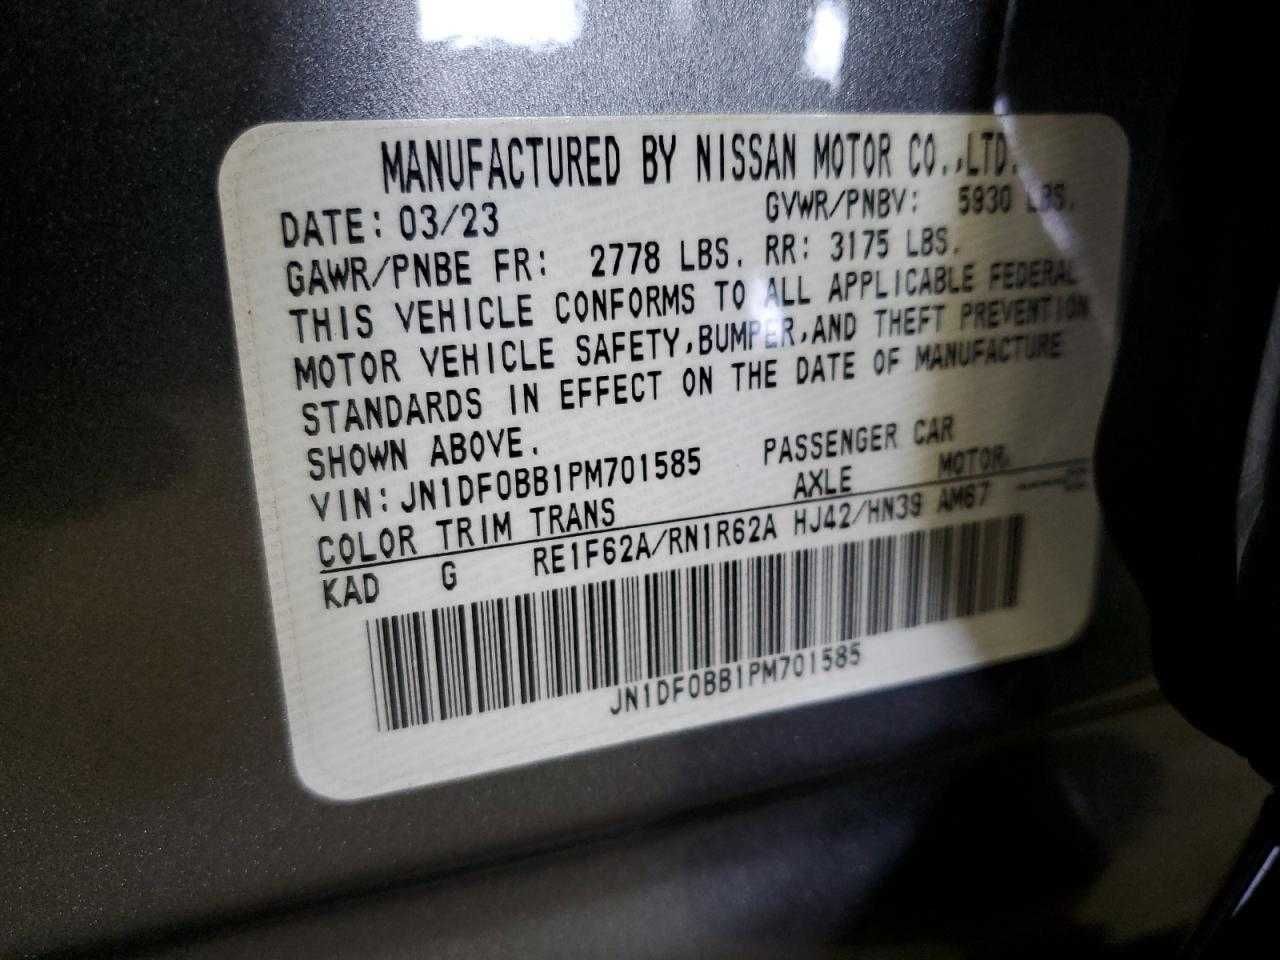 MANUFACTURED BY NISSAN MOTOR CO.,LTD.
DATE: 03/23 GVWR/PNBV: 5930 LBS.
GAWR/PNBE FR: 2778 LBS. RR: 3175 LBS.
THIS VEHICLE CONFORMS TO ALL APPLICABLE FEDERAL
MOTOR VEHICLE SAFETY,BUMPER,AND THEFT PREVENTION
STANDARDS IN EFFECT ON THE DATE OF MANUFACTURE
SHOWN ABOVE.
VIN: JN1DF0BB1PM701585 PASSENGER CAR
COLOR TRIM TRANS AXLE MOTOR
KAD G RE1F62A/RN1R62A HJ42/HN39 AM67
JN1DF0BB1PM701585